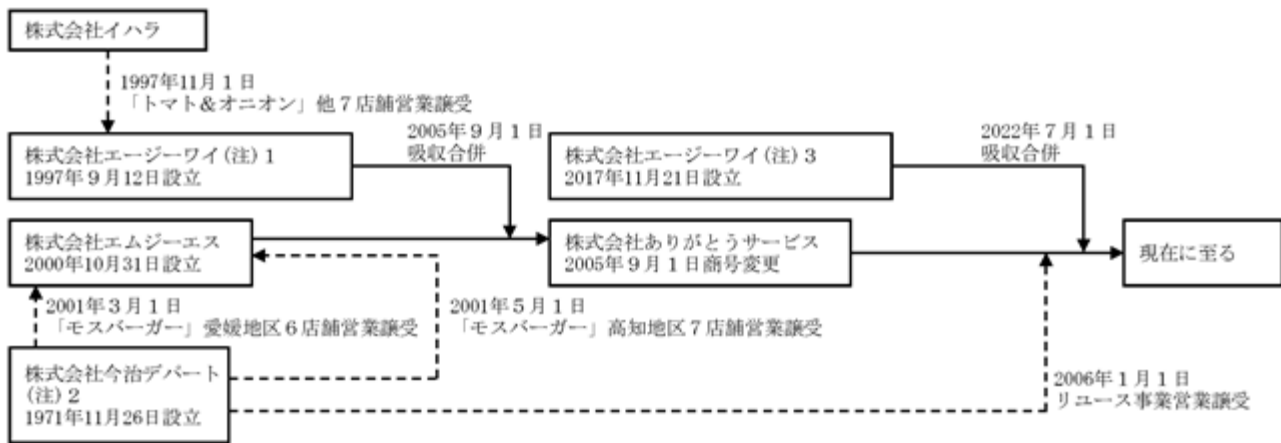 株式会社イハラ
1997年11月1日
「トマト&オニオン」他7店舗営業譲受
株式会社エージーワイ(注)1
1997年9月12日設立
2005年9月1日
吸収合併
株式会社エージーワイ(注)3
2017年11月21日設立
2022年7月1日
吸収合併
株式会社エムジーエス
2000年10月31日設立
株式会社ありがとうサービス
2005年9月1日商号変更
現在に至る
2001年3月1日
「モスバーガー」愛媛地区6店舗営業譲受
2001年5月1日
「モスバーガー」高知地区7店舗営業譲受
株式会社今治デパート
(注)2
1971年11月26日設立
2006年1月1日
リユース事業営業譲受